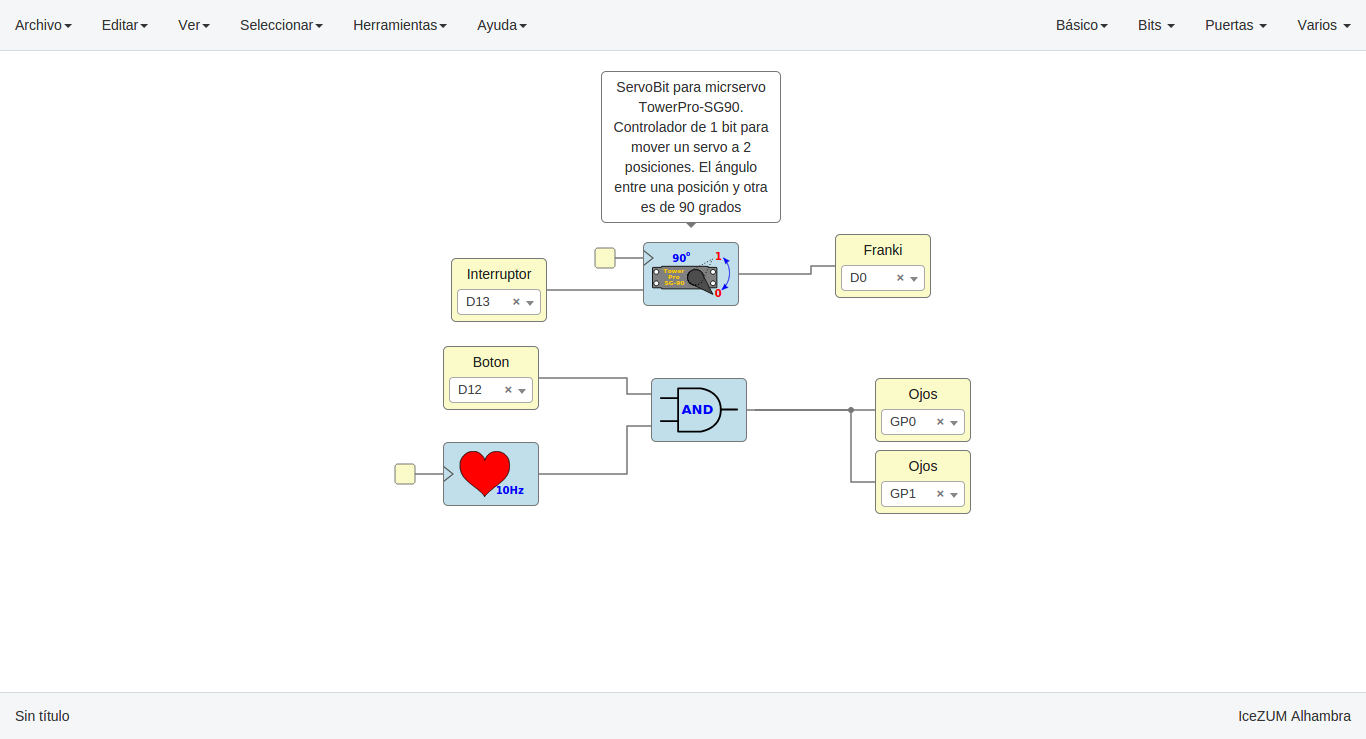 Archivo Editar Ver Seleccionar Herramientas Ayuda Básico Bits Puertas Varios
ServoBit para micrservo
TowerPro-SG90.
Controlador de 1 bit para
mover un servo a 2
posiciones. El ángulo
entre una posición y otra
es de 90 grados
Interruptor
D13 ×
90º
1
Tower
Pro
SG-90
0
Franki
D0 ×
Boton
D12 ×
AND
10Hz
Ojos
GP0 ×
Ojos
GP1 ×
Sin título
IceZUM Alhambra